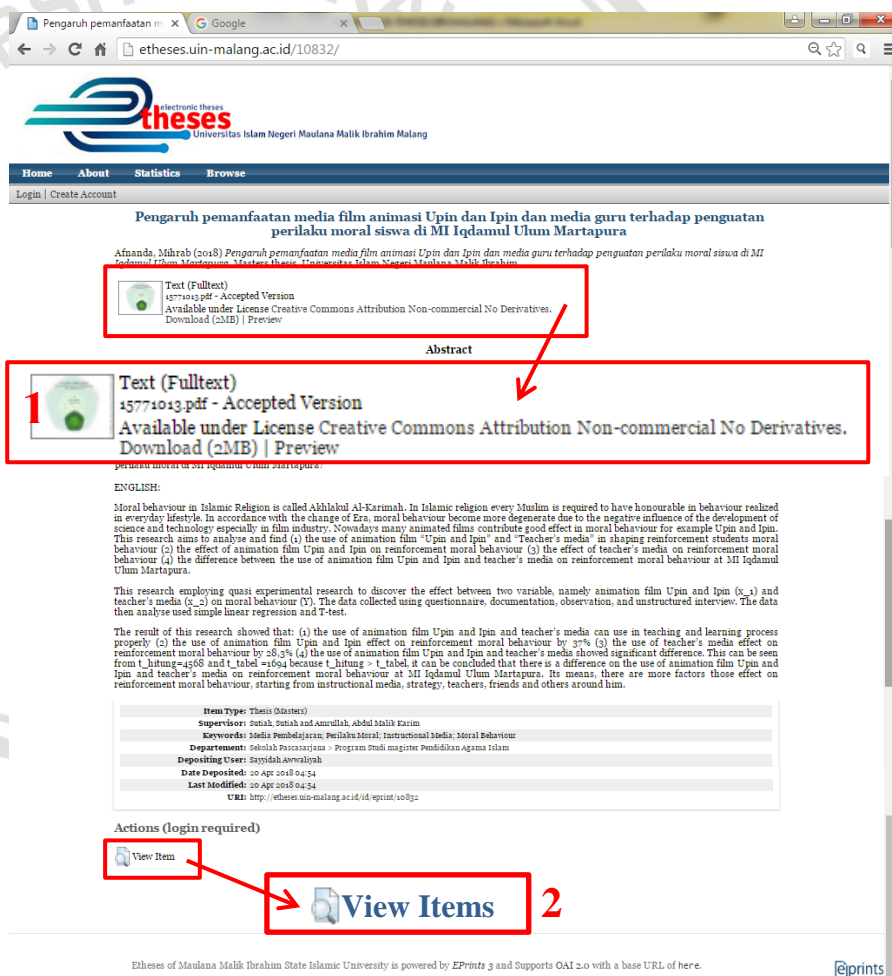 Pengaruh pemanfaatan m
Google
etheses.uin-malang.ac.id/10832/
electronic theses
etheses
Universitas Islam Negeri Maulana Malik Ibrahim Malang
Home About Statistics Browse
Login | Create Account
Pengaruh pemanfaatan media film animasi Upin dan Ipin dan media guru terhadap penguatan
perilaku moral siswa di MI Iqdamul Ulum Martapura
Afnanda, Mihrab (2018) Pengaruh pemanfaatan media film animasi Upin dan Ipin dan media guru terhadap penguatan perilaku moral siswa di MI
Iqdamul Ulum Martapura. Masters thesis, Universitas Islam Negeri Maulana Malik Ibrahim.
Text (Fulltext)
15771013.pdf - Accepted Version
Available under License Creative Commons Attribution Non-commercial No Derivatives.
Download (2MB) | Preview
Abstract
1
Text (Fulltext)
15771013.pdf - Accepted Version
Available under License Creative Commons Attribution Non-commercial No Derivatives.
Download (2MB) | Preview
perilaku moral di MI Iqdamul Ulum Martapura?
ENGLISH:
Moral behaviour in Islamic Religion is called Akhlakul Al-Karimah. In Islamic religion every Muslim is required to have honourable in behaviour realized
in everyday lifestyle. In accordance with the change of Era, moral behaviour become more degenerate due to the negative influence of the development of
science and technology especially in film industry. Nowadays many animated films contribute good effect in moral behaviour for example Upin and Ipin.
This research aims to analyse and find (1) the use of animation film “Upin and Ipin” and “Teacher's media” in shaping reinforcement students moral
behaviour (2) the effect of animation film Upin and Ipin on reinforcement moral behaviour (3) the effect of teacher's media on reinforcement moral
behaviour (4) the difference between the use of animation film Upin and Ipin and teacher's media on reinforcement moral behaviour at MI Iqdamul
Ulum Martapura.
This research employing quasi experimental research to discover the effect between two variable, namely animation film Upin and Ipin (x_1) and
teacher's media (x_2) on moral behaviour (Y). The data collected using questionnaire, documentation, observation, and unstructured interview. The data
then analyse used simple linear regression and T-test.
The result of this research showed that: (1) the use of animation film Upin and Ipin and teacher's media can use in teaching and learning process
properly (2) the use of animation film Upin and Ipin effect on reinforcement moral behaviour by 37% (3) the use of teacher's media effect on
reinforcement moral behaviour by 28,3% (4) the use of animation film Upin and Ipin and teacher's media showed significant difference. This can be seen
from t_hitung=4568 and t_tabel =1694 because t_hitung > t_tabel, it can be concluded that there is a difference on the use of animation film Upin and
Ipin and teacher's media on reinforcement moral behaviour at MI Iqdamul Ulum Martapura. Its means, there are more factors those effect on
reinforcement moral behaviour, starting from instructional media, strategy, teachers, friends and others around him.
Item Type: Thesis (Masters)
Supervisor: Sutiah, Sutiah and Amrullah, Abdul Malik Karim
Keywords: Media Pembelajaran; Perilaku Moral; Instructional Media; Moral Behaviour
Departement: Sekolah Pascasarjana > Program Studi magister Pendidikan Agama Islam
Depositing User: Sayyidah Awwaliyah
Date Deposited: 20 Apr 2018 04:54
Last Modified: 20 Apr 2018 04:54
URI: http://etheses.uin-malang.ac.id/id/eprint/10832
Actions (login required)
View Item
View Items 2
Etheses of Maulana Malik Ibrahim State Islamic University is powered by EPrints 3 and Supports OAI 2.0 with a base URL of here.
eprints